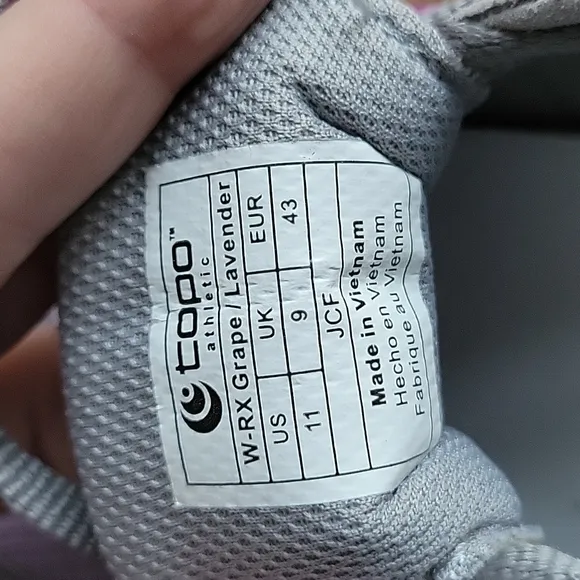 topo™
athletic
W-RX Grape / Lavender
US UK EUR
11 9 43
JCF
Made in Vietnam
Hecho en Vietnam
Fabrique au Vietnam